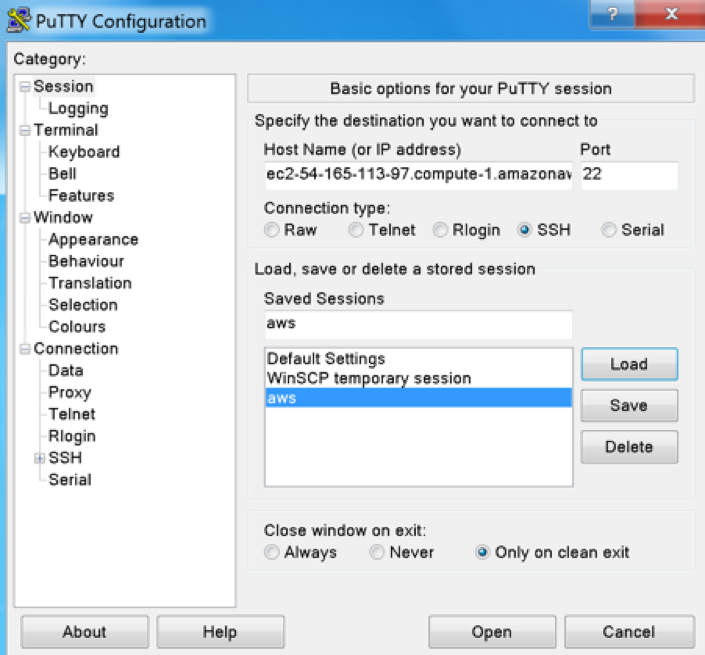 PuTTY Configuration
?
x
Category:
Session
Logging
Terminal
Keyboard
Bell
Features
Window
Appearance
Behaviour
Translation
Selection
Colours
Connection
Data
Proxy
Telnet
Rlogin
SSH
Serial
Basic options for your PuTTY session
Specify the destination you want to connect to
Host Name (or IP address) Port
ec2-54-165-113-97.compute-1.amazonaw 22
Connection type:
Raw Telnet Rlogin SSH Serial
Load, save or delete a stored session
Saved Sessions
aws
Default Settings
WinSCP temporary session
aws
Load
Save
Delete
Close window on exit:
Always Never Only on clean exit
About Help Open Cancel